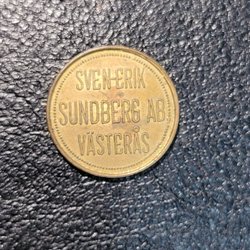 SVEN-ERIK
SUNDBERG AB
VÄSTERÅS